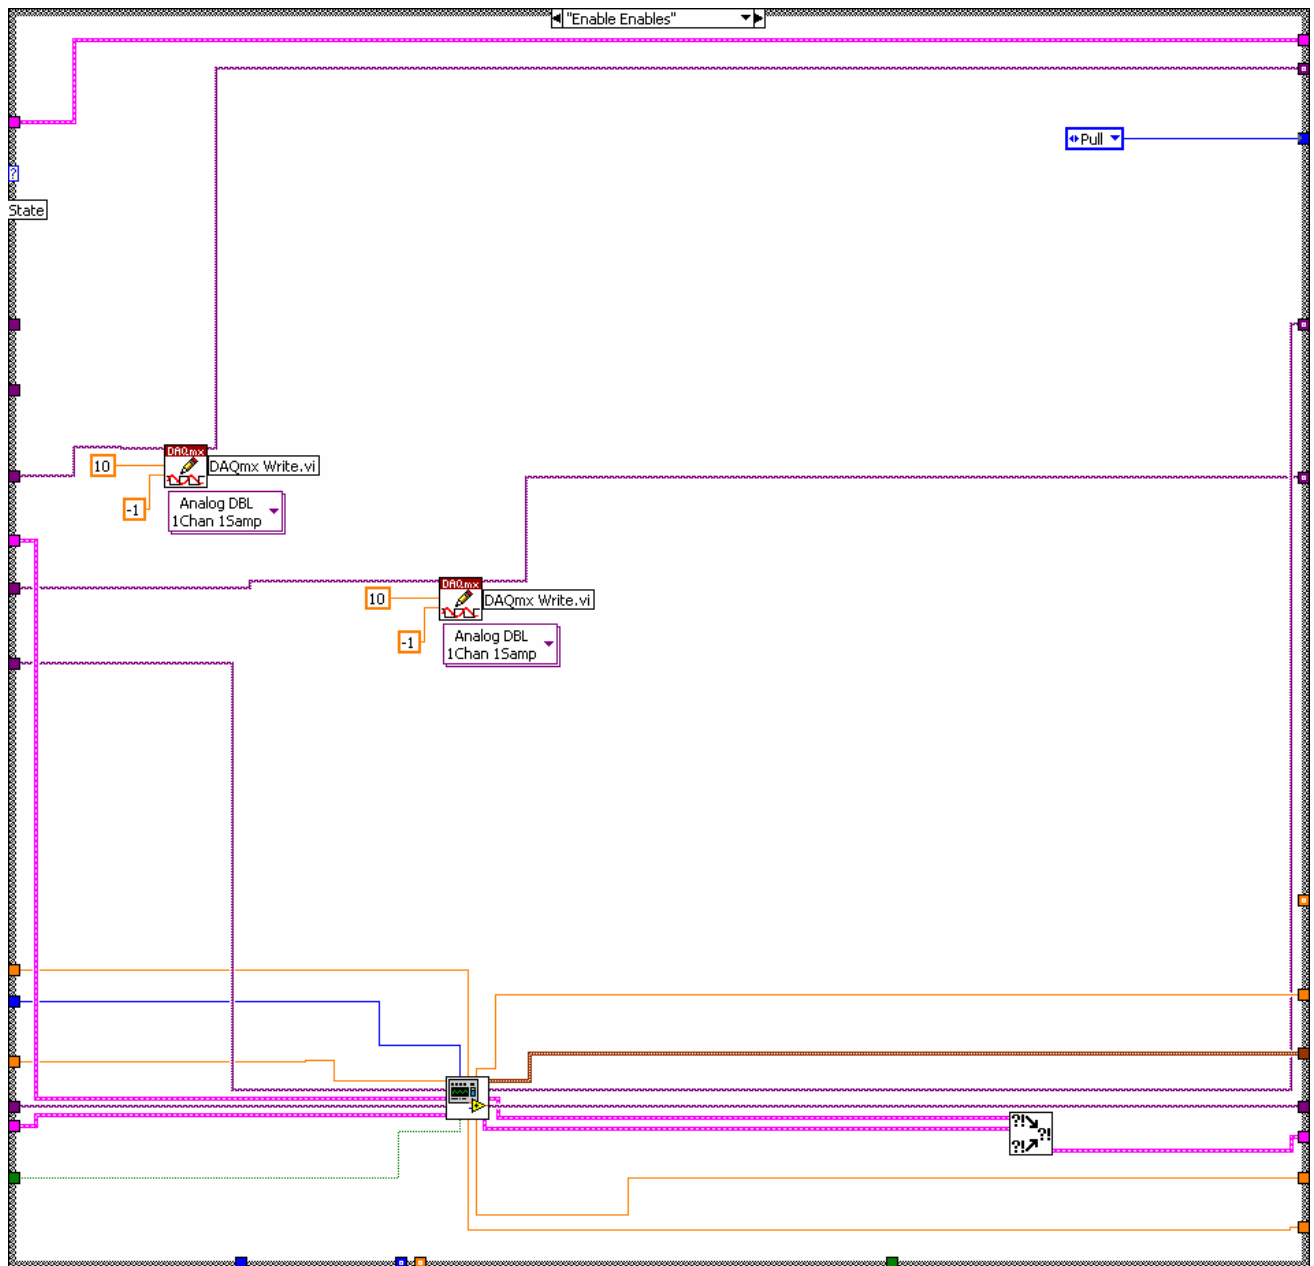 "Enable Enables"
Pull
?
State
DAQmx
10
DAQmx Write.vi
-1
Analog DBL
1Chan 1Samp
DAQmx
10
DAQmx Write.vi
-1
Analog DBL
1Chan 1Samp
?!
?!
?!